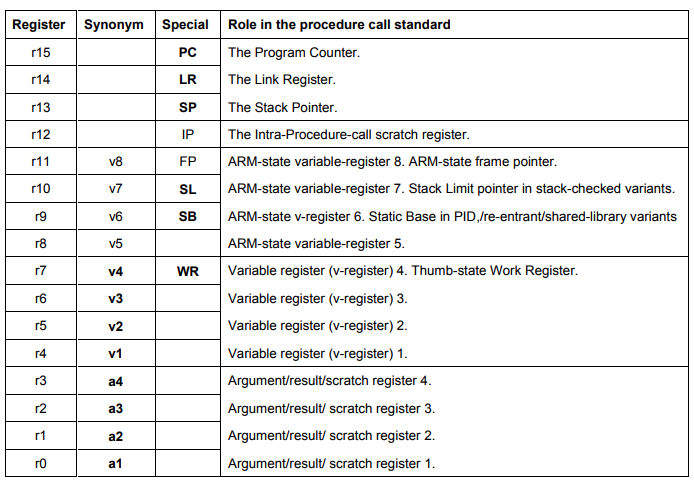 Register Synonym Special Role in the procedure call standard
r15 PC The Program Counter.
r14 LR The Link Register.
r13 SP The Stack Pointer.
r12 IP The Intra-Procedure-call scratch register.
r11 v8 FP ARM-state variable-register 8. ARM-state frame pointer.
r10 v7 SL ARM-state variable-register 7. Stack Limit pointer in stack-checked variants.
r9 v6 SB ARM-state v-register 6. Static Base in PID,/re-entrant/shared-library variants
r8 v5 ARM-state variable-register 5.
r7 v4 WR Variable register (v-register) 4. Thumb-state Work Register.
r6 v3 Variable register (v-register) 3.
r5 v2 Variable register (v-register) 2.
r4 v1 Variable register (v-register) 1.
r3 a4 Argument/result/scratch register 4.
r2 a3 Argument/result/ scratch register 3.
r1 a2 Argument/result/ scratch register 2.
r0 a1 Argument/result/ scratch register 1.